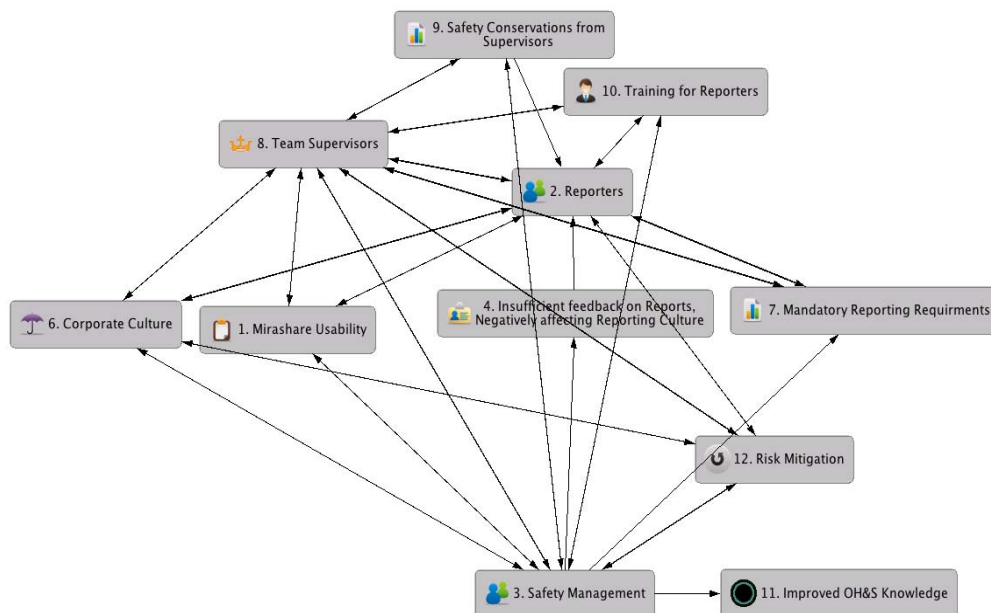 9. Safety Conservations from
Supervisors
10. Training for Reporters
8. Team Supervisors
2. Reporters
6. Corporate Culture
1. Mirashare Usability
4. Insufficient feedback on Reports,
Negatively affecting Reporting Culture
7. Mandatory Reporting Requirments
12. Risk Mitigation
3. Safety Management
11. Improved OH&S Knowledge